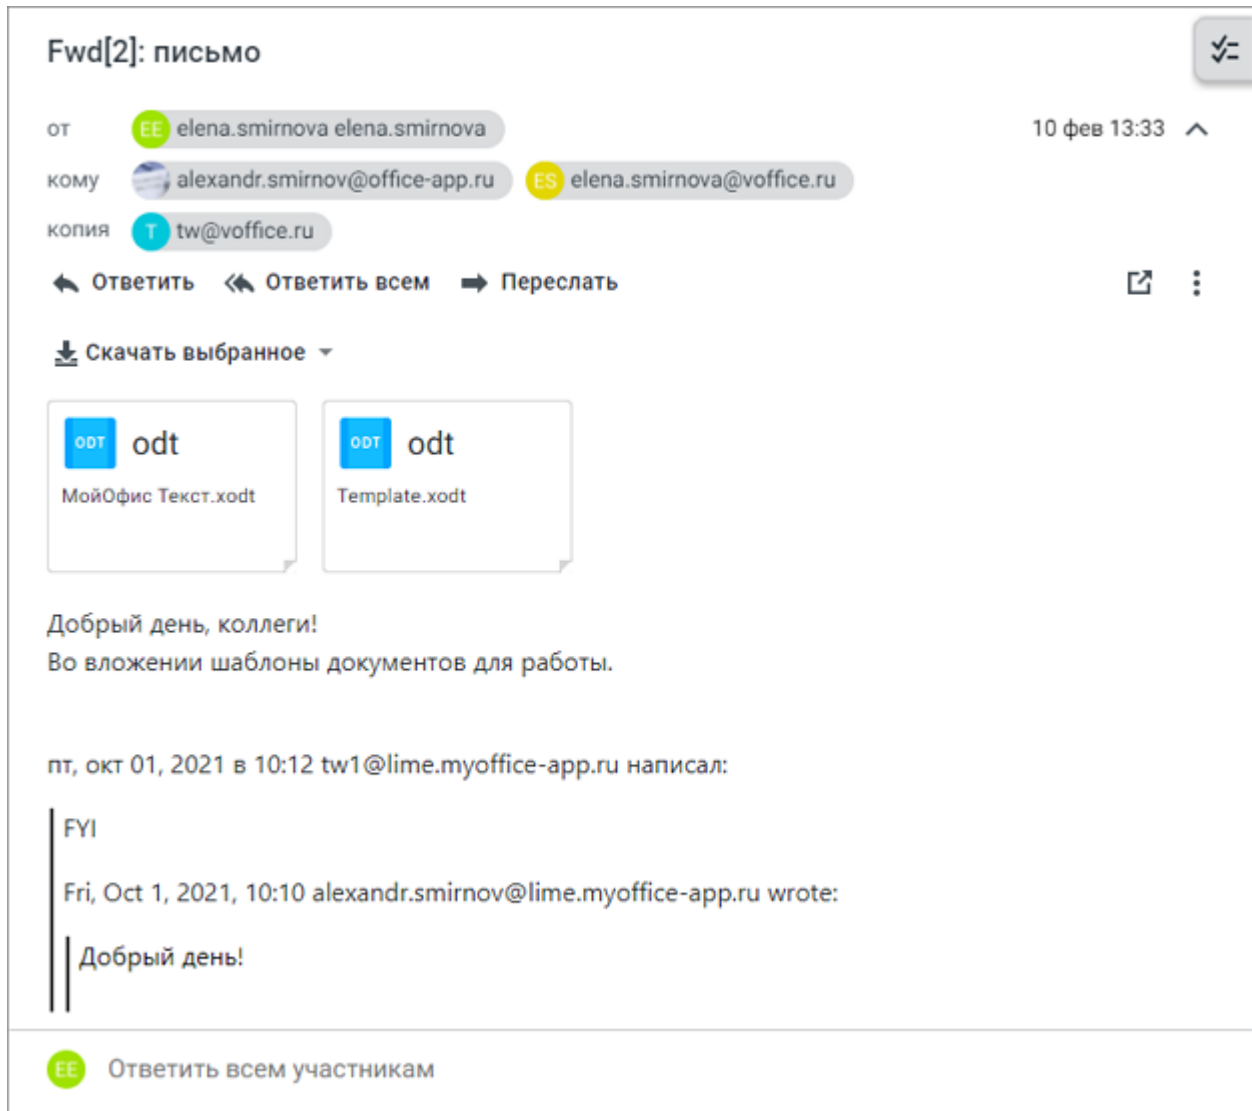 Fwd[2]: письмо
от EE elena.smirnova elena.smirnova 10 фев 13:33
кому alexandr.smirnov@office-app.ru ES elena.smirnova@voffice.ru
копия T tw@voffice.ru
Ответить Ответить всем Переслать
Скачать выбранное
ODT odt ODT odt
МойОфис Текст.xodt Template.xodt
Добрый день, коллеги!
Во вложении шаблоны документов для работы.
пт, окт 01, 2021 в 10:12 tw1@lime.myoffice-app.ru написал:
FYI
Fri, Oct 1, 2021, 10:10 alexandr.smirnov@lime.myoffice-app.ru wrote:
Добрый день!
EE Ответить всем участникам